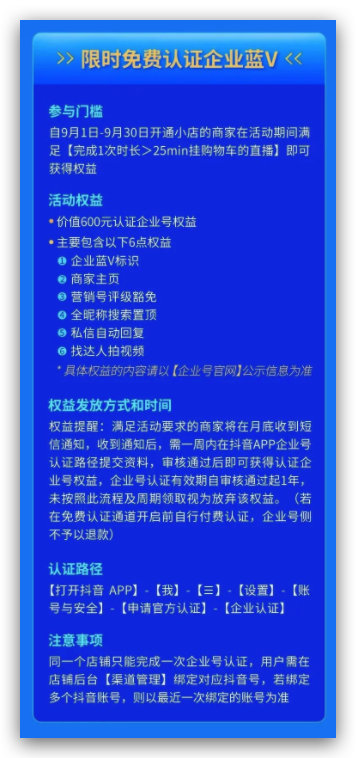 >> 限时免费认证企业蓝V <<
参与门槛
自9月1日-9月30日开通小店的商家在活动期间满
足【完成1次时长＞25min挂购物车的直播】即可
获得权益
活动权益
• 价值600元认证企业号权益
• 主要包含以下6点权益
❶ 企业蓝V标识
❷ 商家主页
❸ 营销号评级豁免
❹ 全昵称搜索置顶
❺ 私信自动回复
❻ 找达人拍视频
* 具体权益的内容请以【企业号官网】公示信息为准
权益发放方式和时间
权益提醒：满足活动要求的商家将在月底收到短
信通知，收到通知后，需一周内在抖音APP企业号
认证路径提交资料，审核通过后即可获得认证企
业号权益，企业号认证有效期自审核通过起1年，
未按照此流程及周期领取视为放弃该权益。（若
在免费认证通道开启前自行付费认证，企业号侧
不予以退款）
认证路径
【打开抖音 APP】-【我】-【☰】-【设置】-【账
号与安全】-【申请官方认证】-【企业认证】
注意事项
同一个店铺只能完成一次企业号认证，用户需在
店铺后台【渠道管理】绑定对应抖音号，若绑定
多个抖音账号，则以最近一次绑定的账号为准